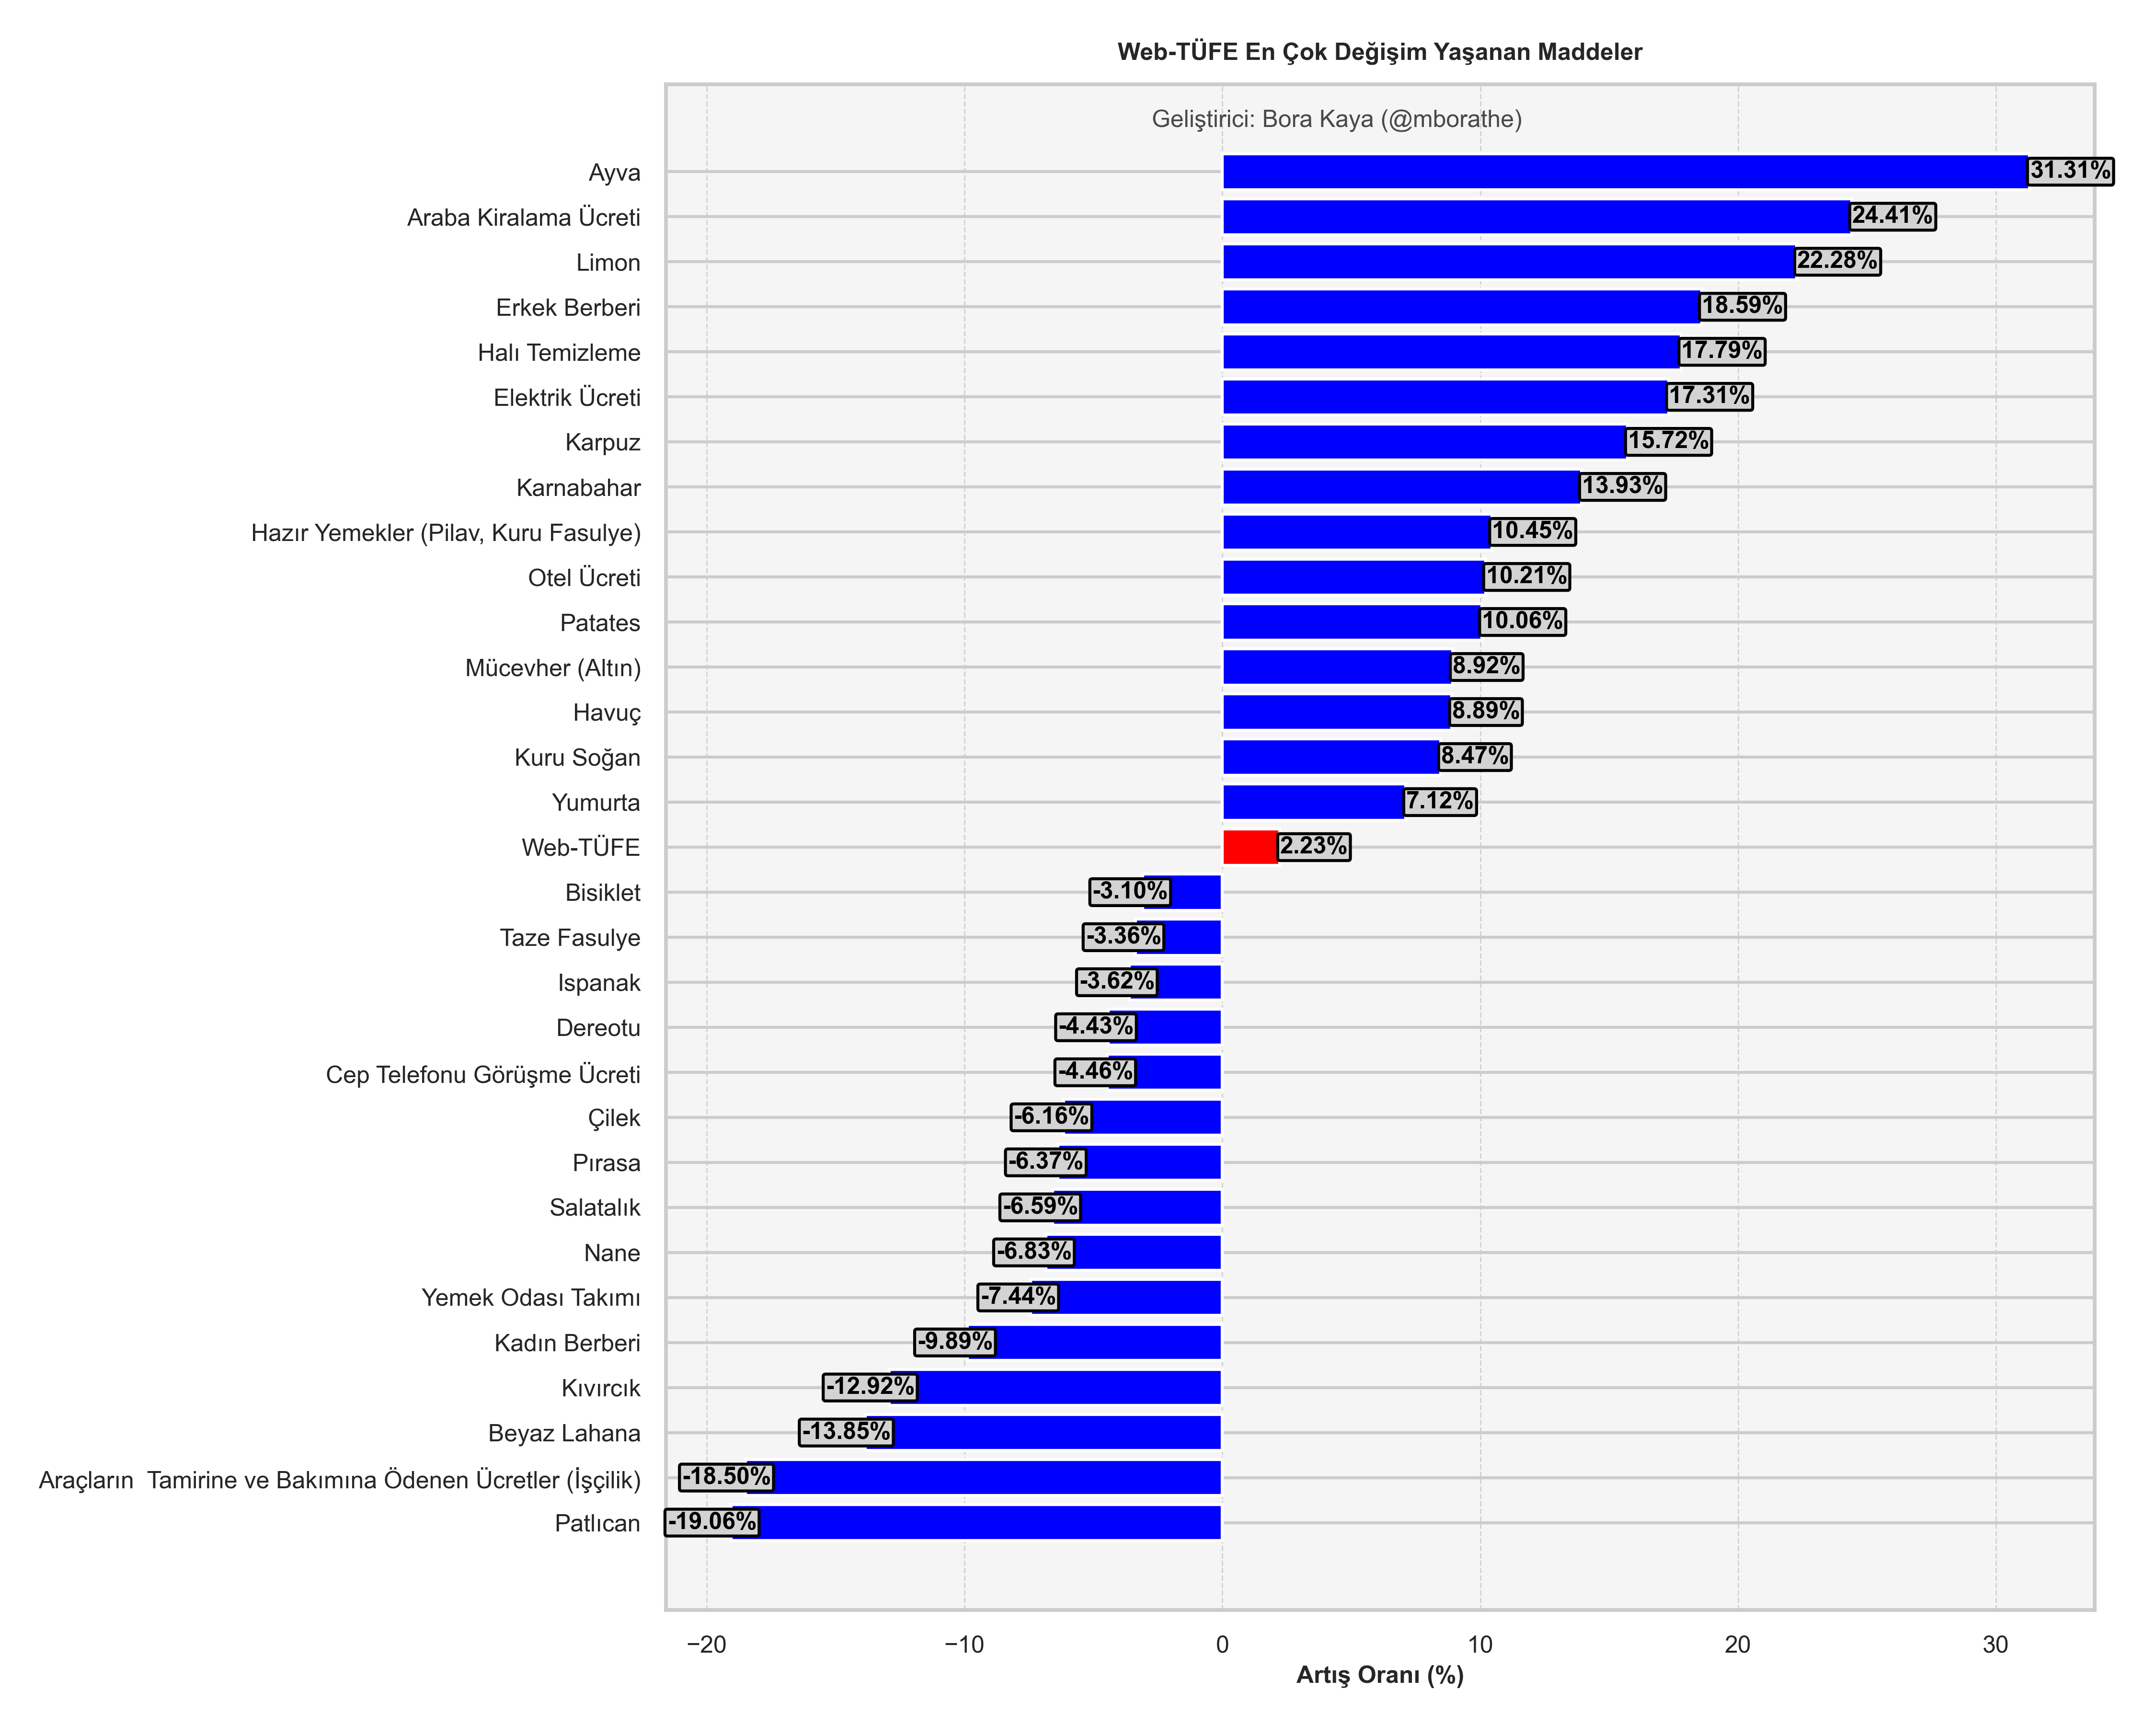 Web-TÜFE En Çok Değişim Yaşanan Maddeler
Geliştirici: Bora Kaya (@mborathe)
Ayva 31.31%
Araba Kiralama Ücreti 24.41%
Limon 22.28%
Erkek Berberi 18.59%
Halı Temizleme 17.79%
Elektrik Ücreti 17.31%
Karpuz 15.72%
Karnabahar 13.93%
Hazır Yemekler (Pilav, Kuru Fasulye) 10.45%
Otel Ücreti 10.21%
Patates 10.06%
Mücevher (Altın) 8.92%
Havuç 8.89%
Kuru Soğan 8.47%
Yumurta 7.12%
Web-TÜFE 2.23%
Bisiklet -3.10%
Taze Fasulye -3.36%
Ispanak -3.62%
Dereotu -4.43%
Cep Telefonu Görüşme Ücreti -4.46%
Çilek -6.16%
Pırasa -6.37%
Salatalık -6.59%
Nane -6.83%
Yemek Odası Takımı -7.44%
Kadın Berberi -9.89%
Kıvırcık -12.92%
Beyaz Lahana -13.85%
Araçların  Tamirine ve Bakımına Ödenen Ücretler (İşçilik) -18.50%
Patlıcan -19.06%
−20 −10 0 10 20 30
Artış Oranı (%)